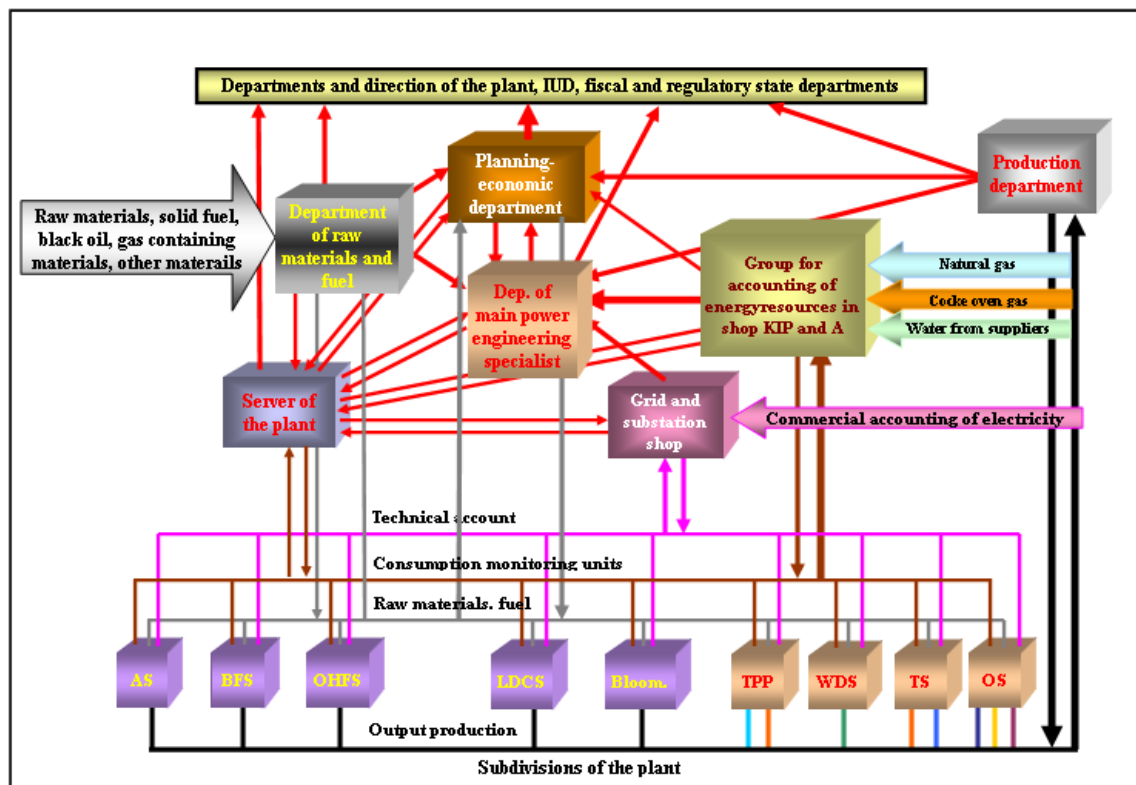 Departments and direction of the plant, IUD, fiscal and regulatory state departments
Planning-
economic
department
Production
department
Raw materials, solid fuel,
black oil, gas containing
materials, other materails
Department
of raw
materials and
fuel
Group for
accounting of
energyresources in
shop KIP and A
Natural gas
Cocke oven gas
Water from suppliers
Dep. of
main power
engineering
specialist
Server of
the plant
Grid and
substation
shop
Commercial accounting of electricity
Technical account
Consumption monitoring units
Raw materials. fuel
AS
BFS
OHFS
LDCS
Bloom.
TPP
WDS
TS
OS
Output production
Subdivisions of the plant